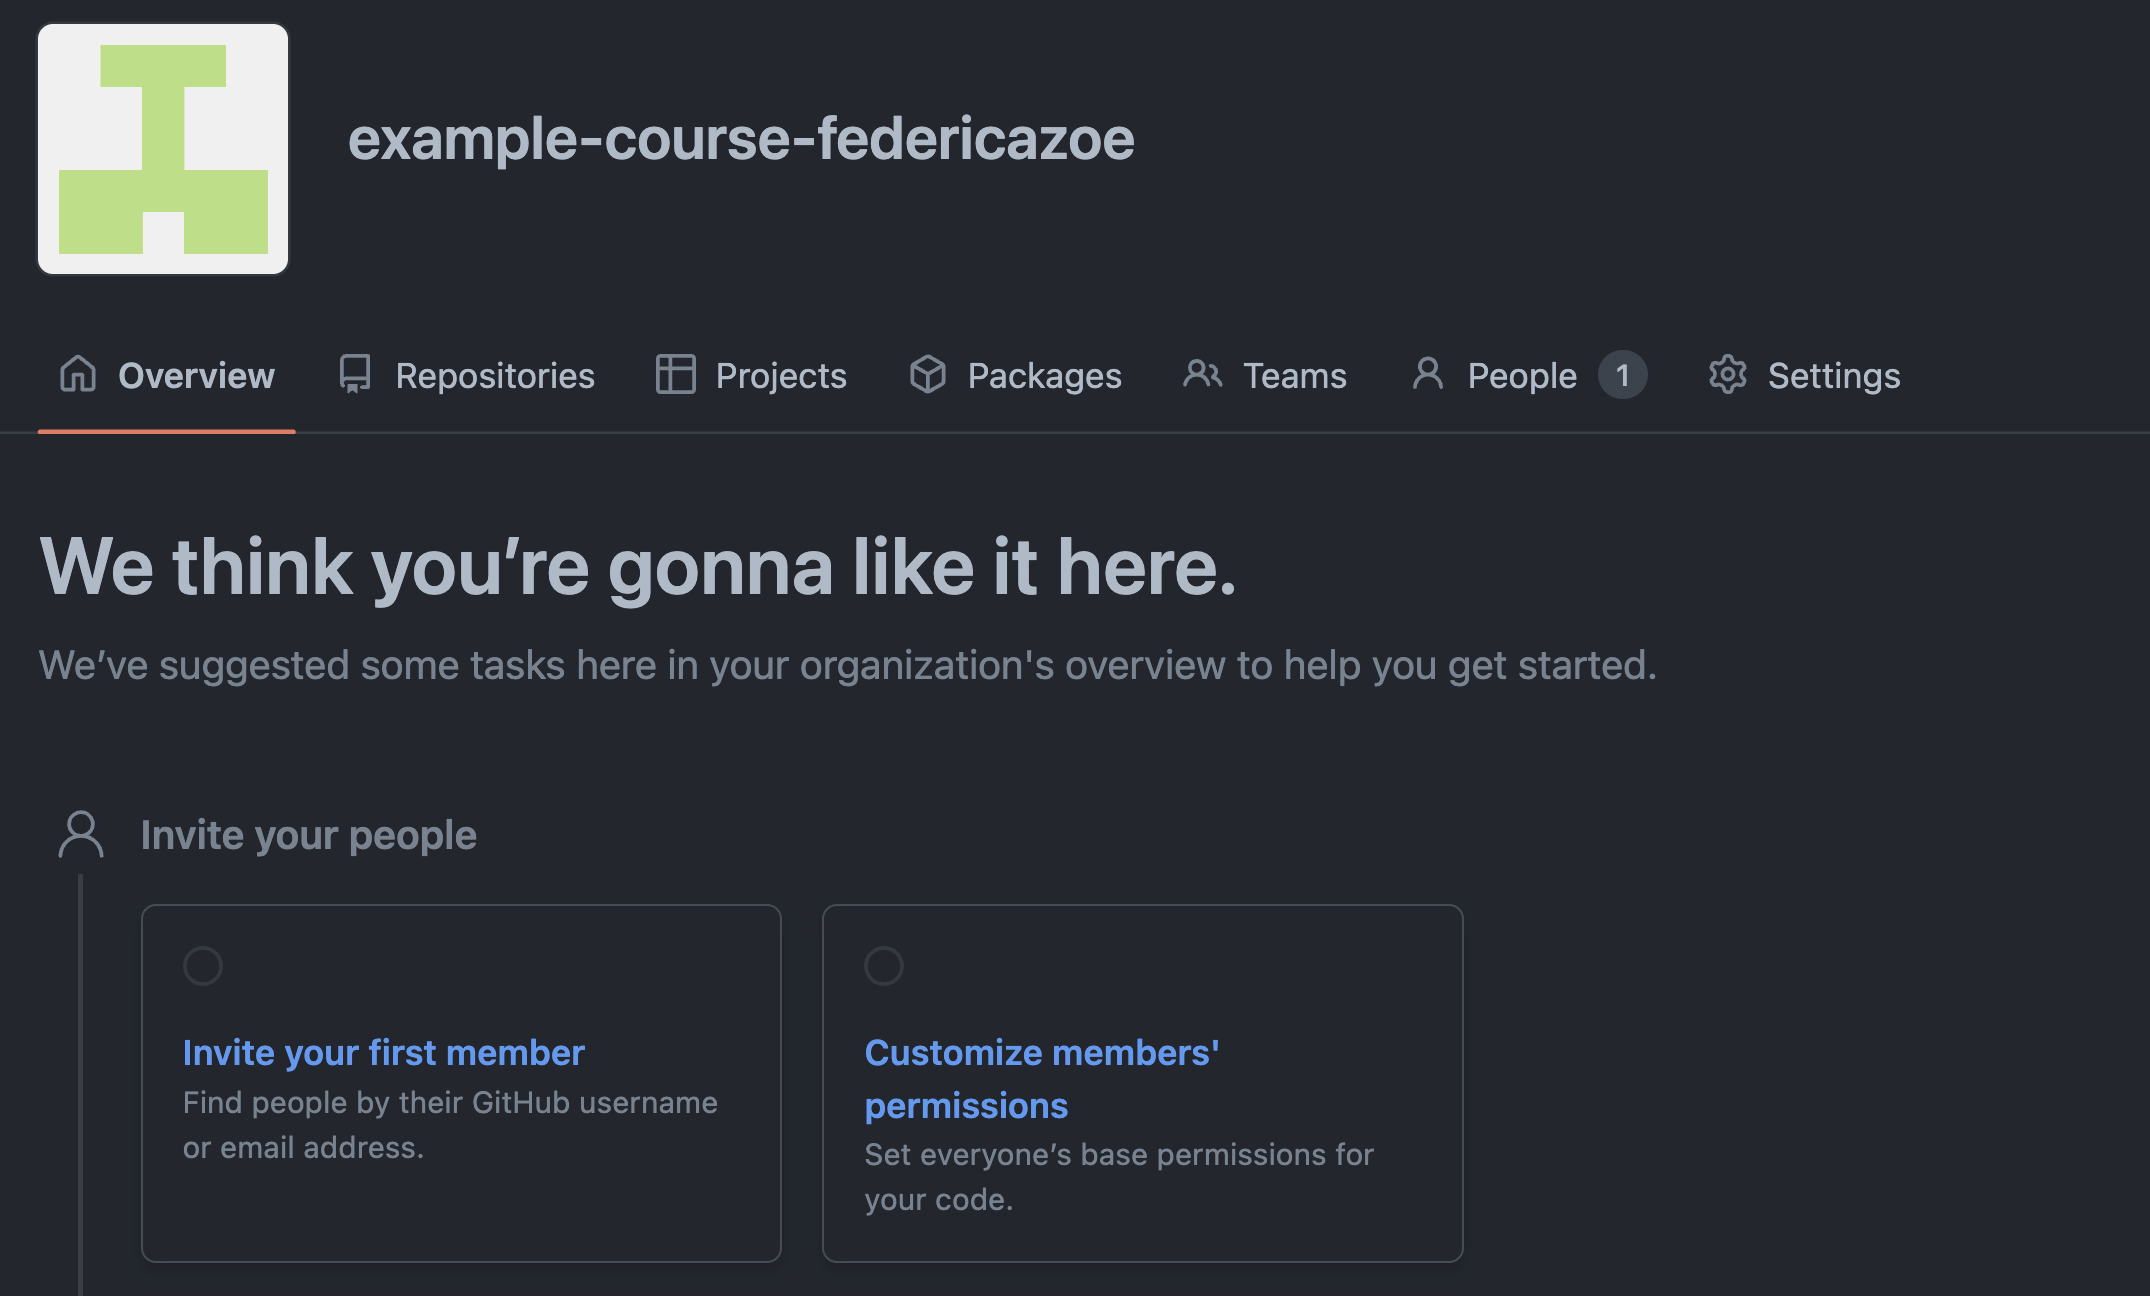 example-course-federicazoe
Overview Repositories Projects Packages Teams People 1 Settings
We think you’re gonna like it here.
We’ve suggested some tasks here in your organization's overview to help you get started.
Invite your people
Invite your first member
Find people by their GitHub username
or email address.
Customize members'
permissions
Set everyone’s base permissions for
your code.